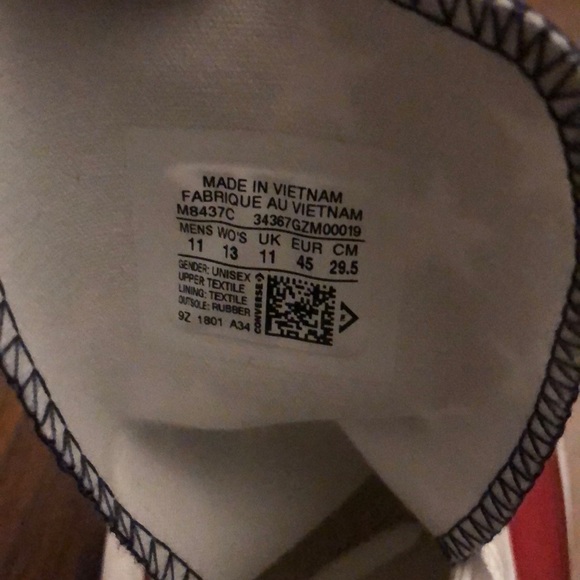 MADE IN VIETNAM
FABRIQUE AU VIETNAM
M8437C 34367GZM00019
MENS WO'S UK EUR CM
11 13 11 45 29.5
GENDER: UNISEX
UPPER TEXTILE
LINING: TEXTILE
OUTSOLE: RUBBER
9Z 1801 A34
CONVERSE